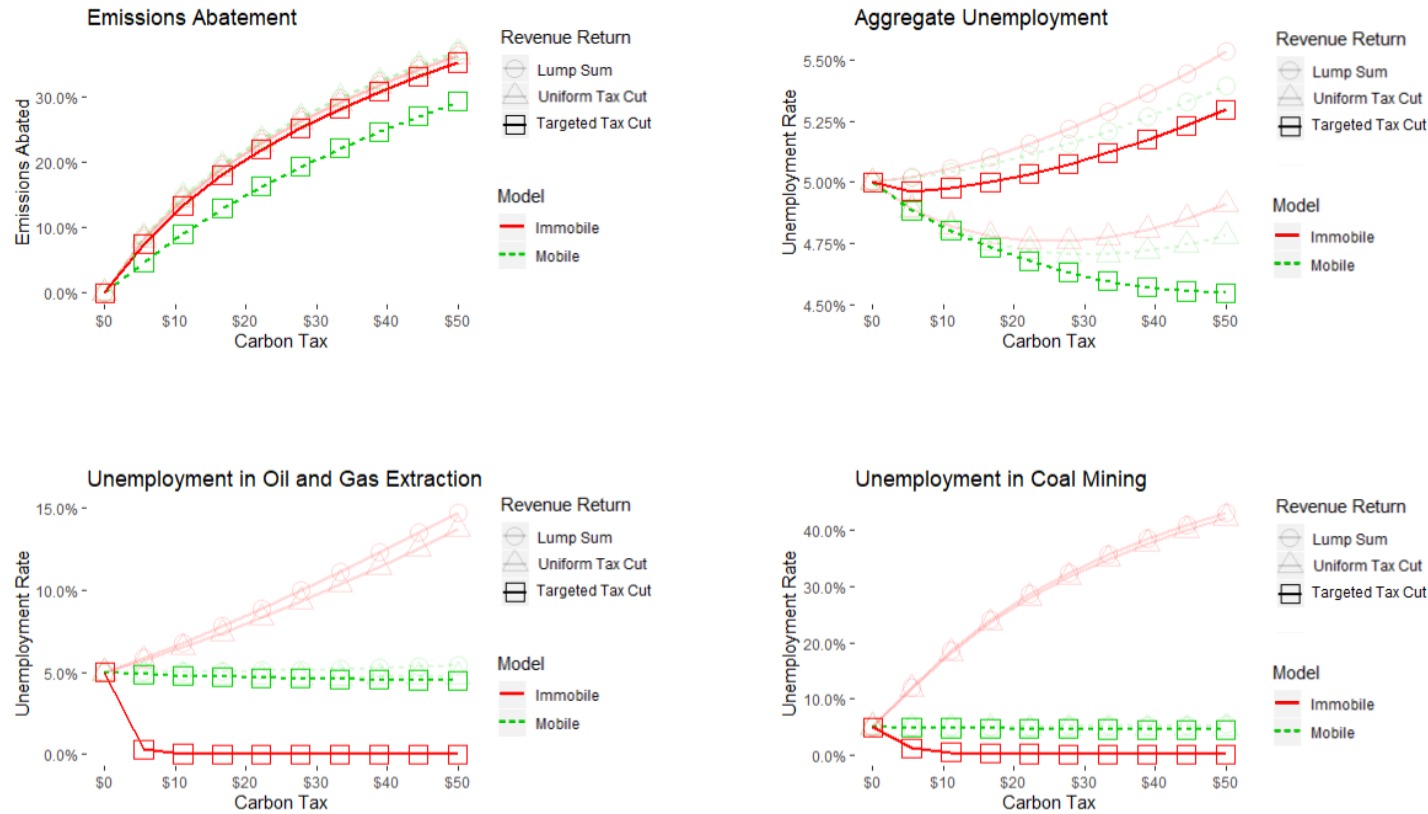 Emissions Abatement
Emissions Abated
30.0%
20.0%
10.0%
0.0%
$0 $10 $20 $30 $40 $50
Carbon Tax
Revenue Return
Lump Sum
Uniform Tax Cut
Targeted Tax Cut
Model
Immobile
Mobile
Aggregate Unemployment
Unemployment Rate
5.50%
5.25%
5.00%
4.75%
4.50%
$0 $10 $20 $30 $40 $50
Carbon Tax
Revenue Return
Lump Sum
Uniform Tax Cut
Targeted Tax Cut
Model
Immobile
Mobile
Unemployment in Oil and Gas Extraction
Unemployment Rate
15.0%
10.0%
5.0%
0.0%
$0 $10 $20 $30 $40 $50
Carbon Tax
Revenue Return
Lump Sum
Uniform Tax Cut
Targeted Tax Cut
Model
Immobile
Mobile
Unemployment in Coal Mining
Unemployment Rate
40.0%
30.0%
20.0%
10.0%
0.0%
$0 $10 $20 $30 $40 $50
Carbon Tax
Revenue Return
Lump Sum
Uniform Tax Cut
Targeted Tax Cut
Model
Immobile
Mobile